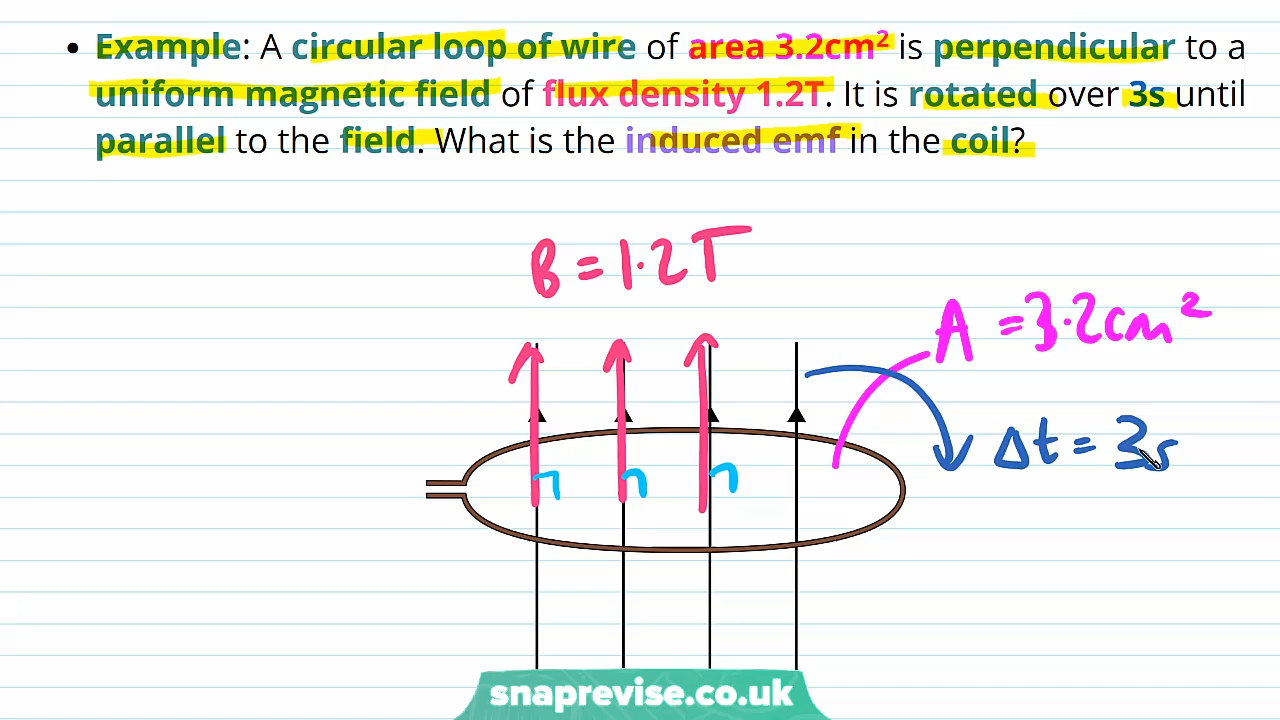 • Example: A circular loop of wire of area 3.2cm² is perpendicular to a
uniform magnetic field of flux density 1.2T. It is rotated over 3s until
parallel to the field. What is the induced emf in the coil?
B = 1.2T
A = 3.2cm²
Δt = 3s
snaprevise.co.uk